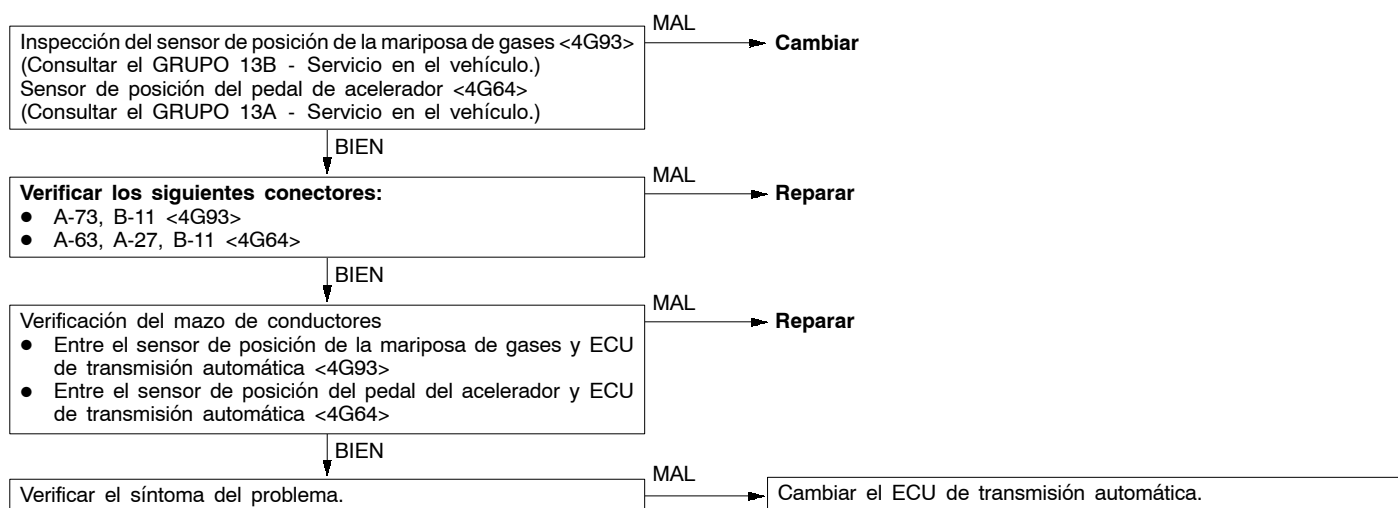 MAL
Inspección del sensor de posición de la mariposa de gases <4G93>
(Consultar el GRUPO 13B - Servicio en el vehículo.)
Sensor de posición del pedal de acelerador <4G64>
(Consultar el GRUPO 13A - Servicio en el vehículo.)
Cambiar
BIEN
MAL
Verificar los siguientes conectores:
● A-73, B-11 <4G93>
● A-63, A-27, B-11 <4G64>
Reparar
BIEN
MAL
Verificación del mazo de conductores
● Entre el sensor de posición de la mariposa de gases y ECU
de transmisión automática <4G93>
● Entre el sensor de posición del pedal del acelerador y ECU
de transmisión automática <4G64>
Reparar
BIEN
MAL
Verificar el síntoma del problema.
Cambiar el ECU de transmisión automática.